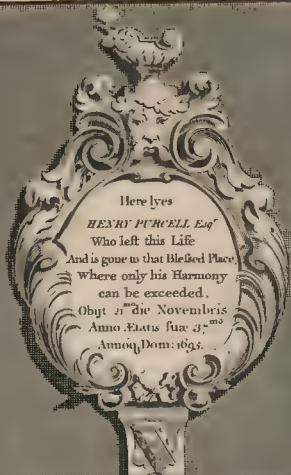 Here lyes
HENRY PURCELL Esqr
Who left this Life
And is gone to that Blessed Place
Where only his Harmony
can be exceeded.
Obijt 21mo die Novembris
Anno Ætatis suæ 37mo
Annoq Dom: 1695.